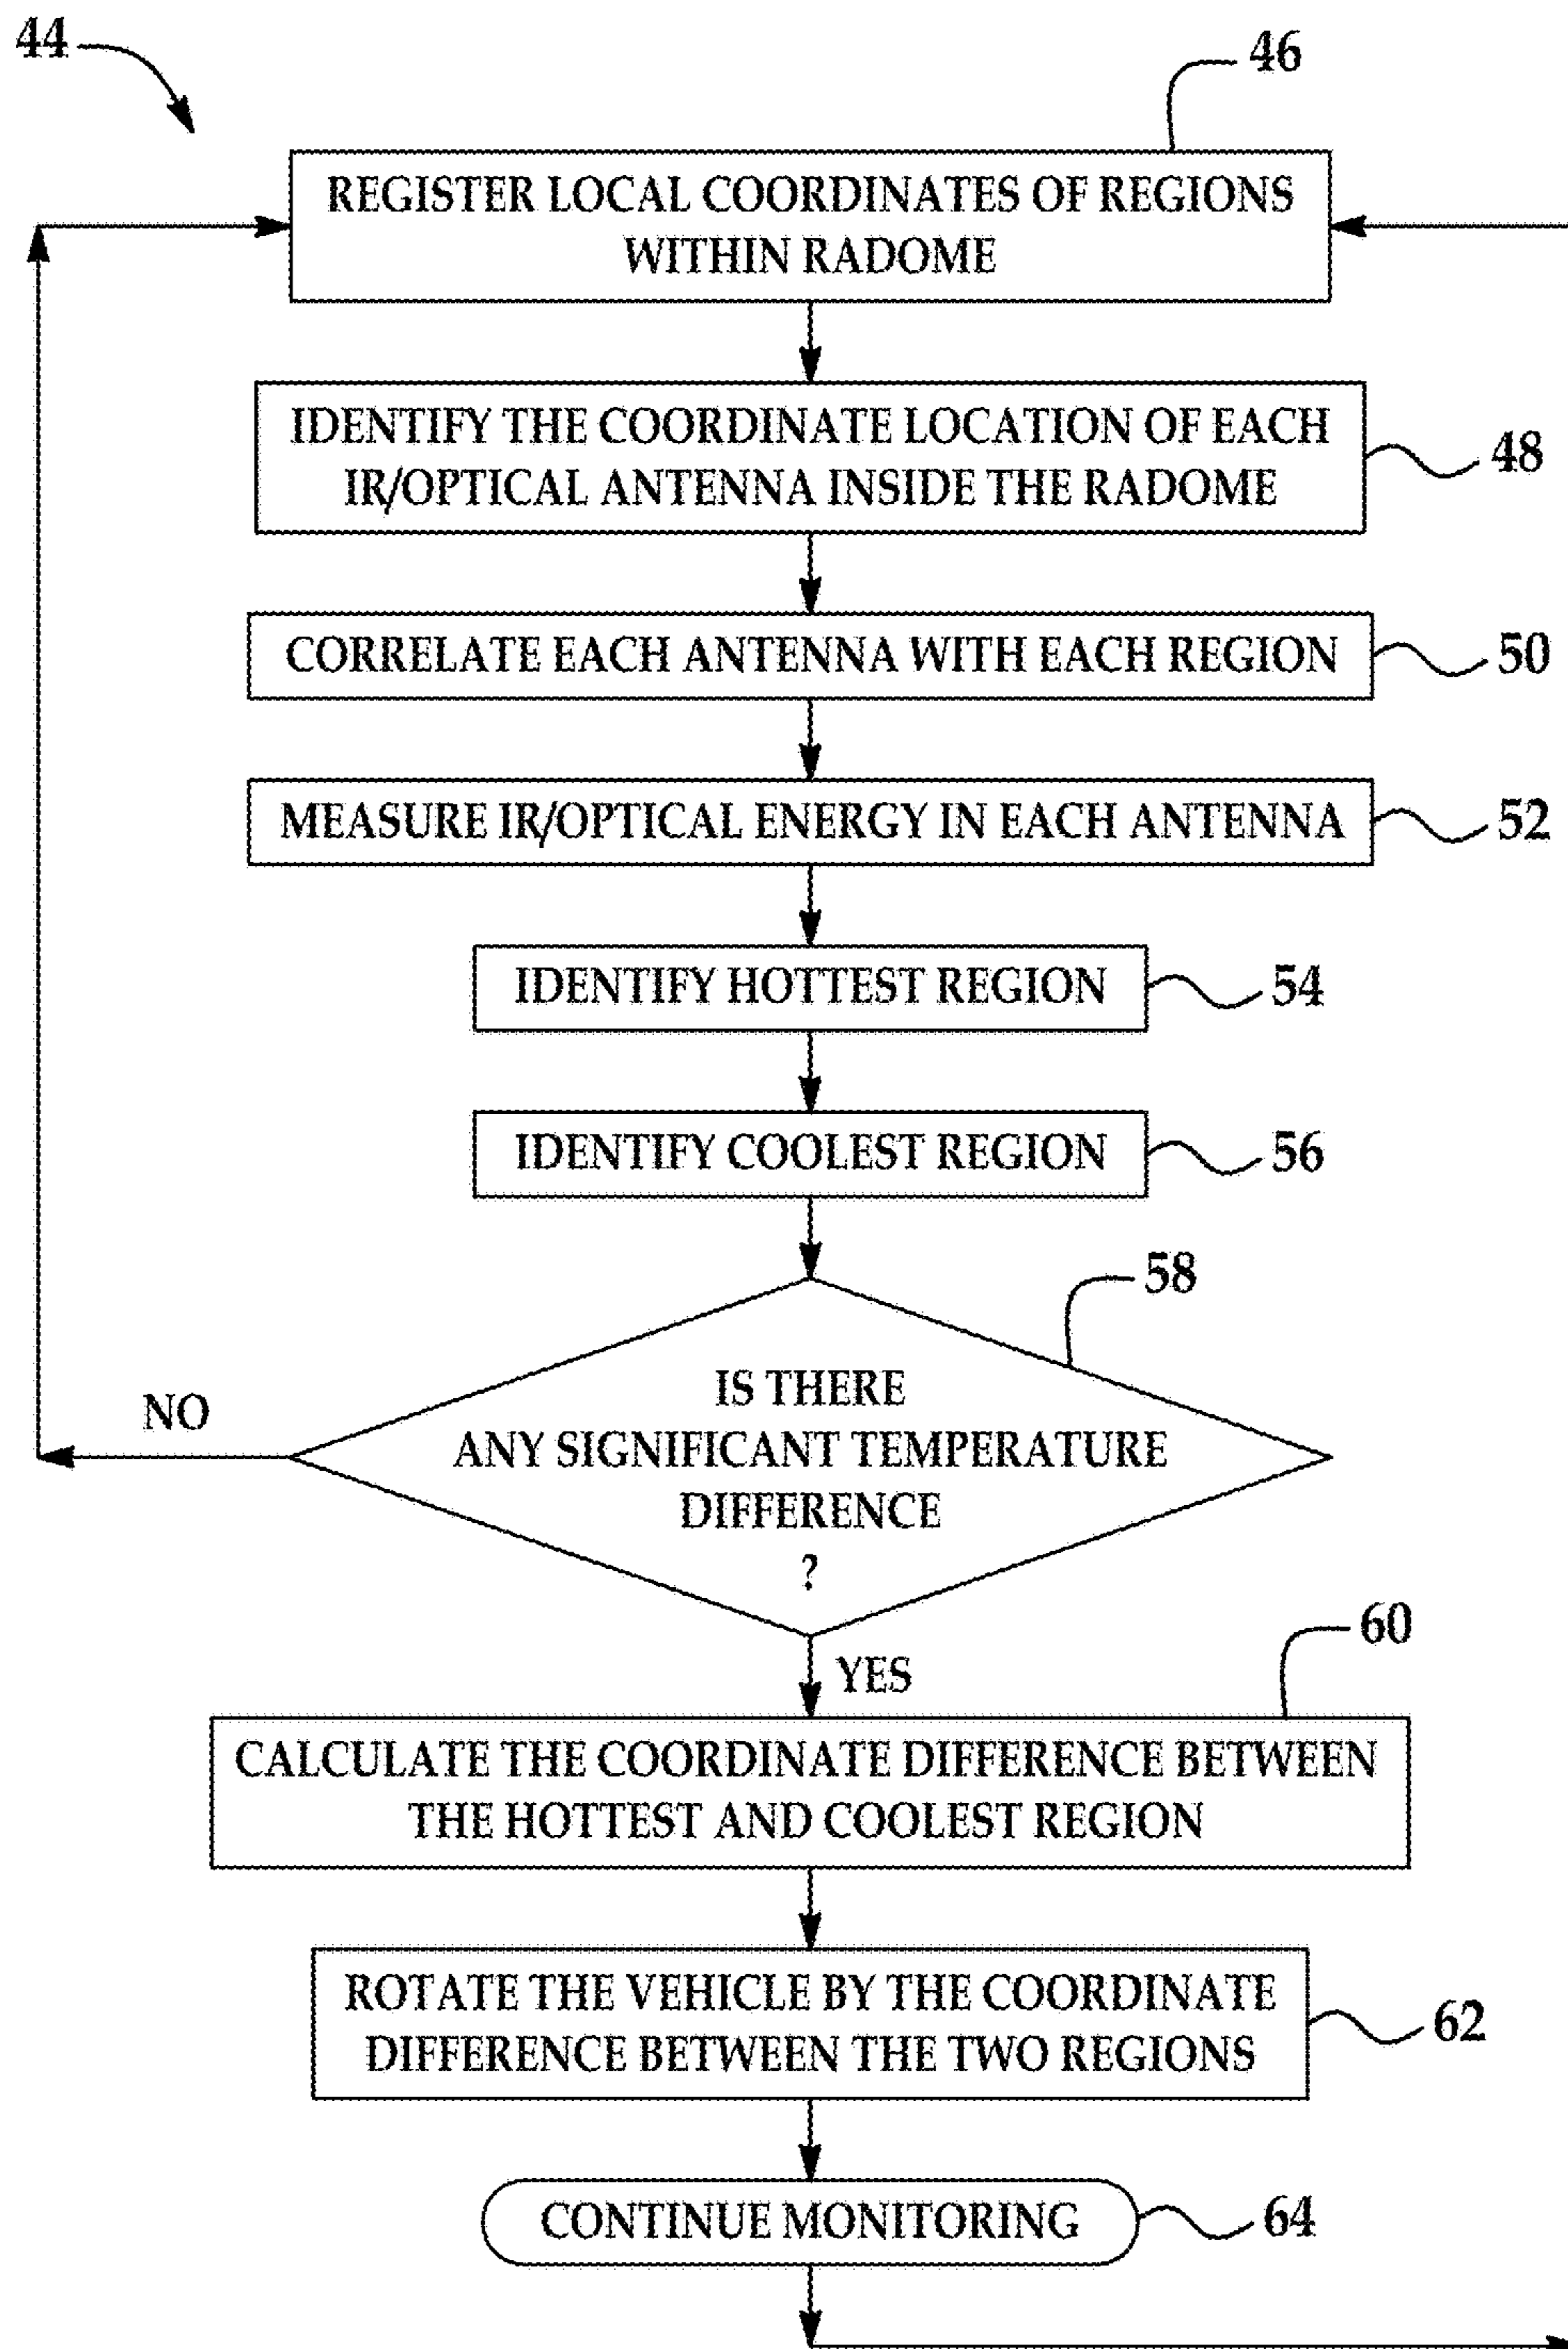 44
46
REGISTER LOCAL COORDINATES OF REGIONS
WITHIN RADOME
IDENTIFY THE COORDINATE LOCATION OF EACH
IR/OPTICAL ANTENNA INSIDE THE RADOME
48
CORRELATE EACH ANTENNA WITH EACH REGION
50
MEASURE IR/OPTICAL ENERGY IN EACH ANTENNA
52
IDENTIFY HOTTEST REGION
54
IDENTIFY COOLEST REGION
56
58
IS THERE
ANY SIGNIFICANT TEMPERATURE
DIFFERENCE
?
NO
YES
60
CALCULATE THE COORDINATE DIFFERENCE BETWEEN
THE HOTTEST AND COOLEST REGION
ROTATE THE VEHICLE BY THE COORDINATE
DIFFERENCE BETWEEN THE TWO REGIONS
62
CONTINUE MONITORING
64